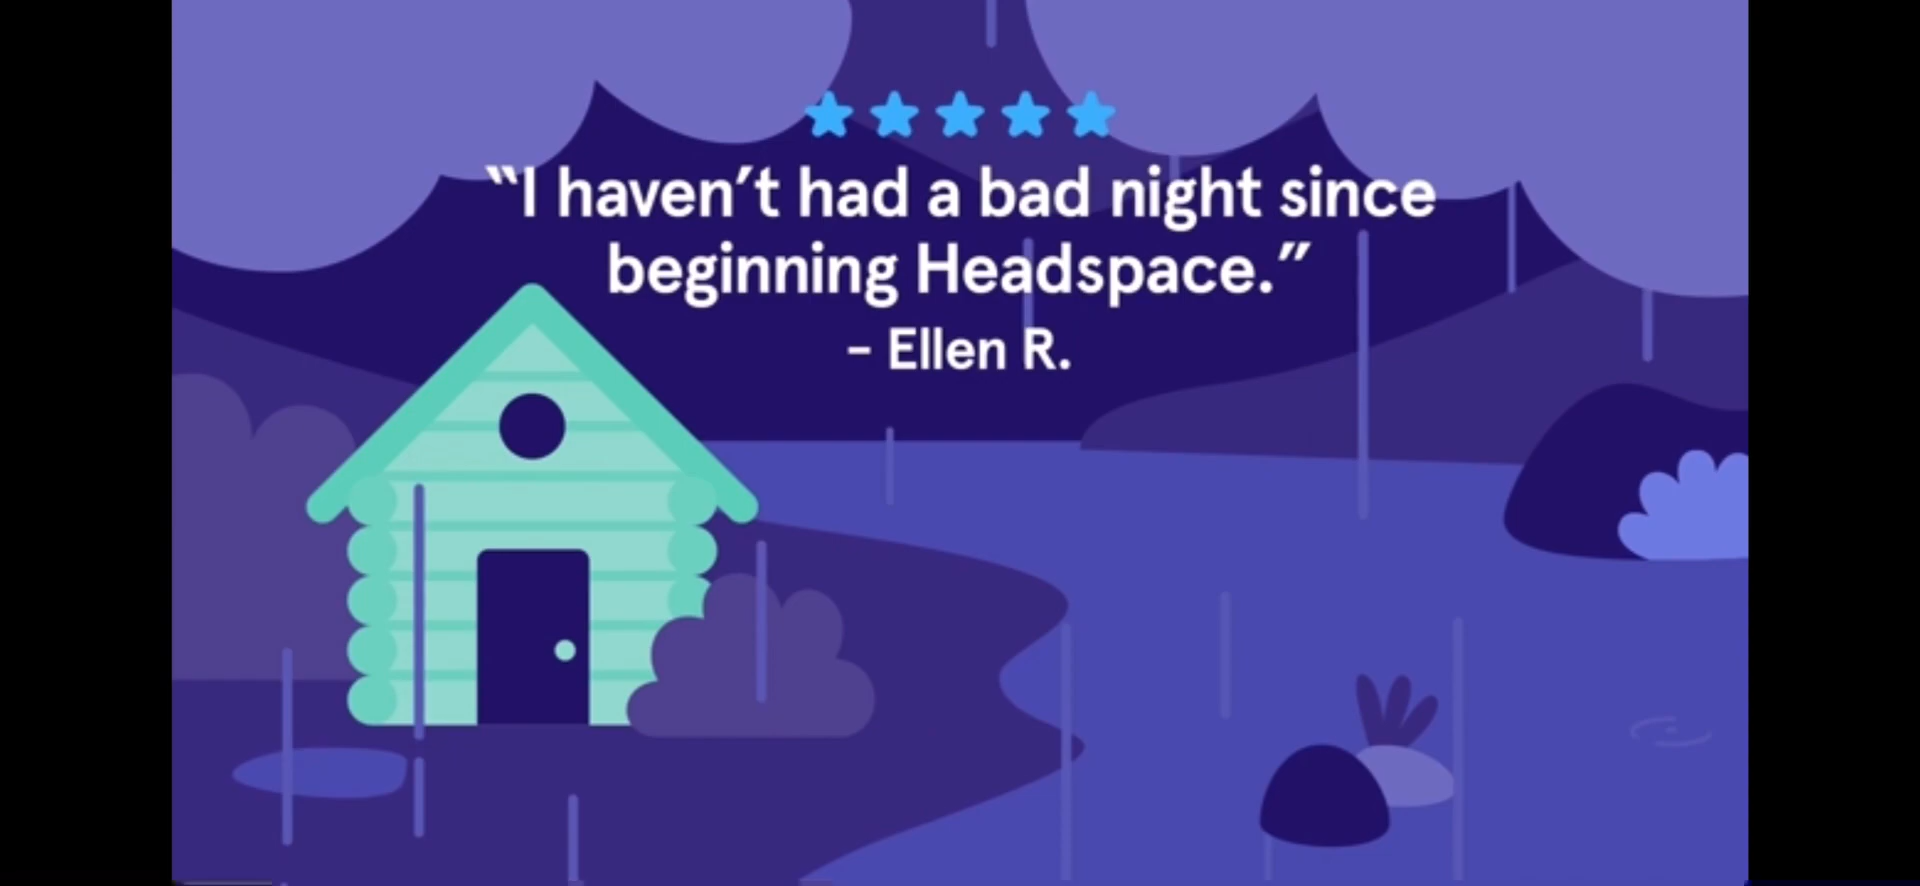 “I haven’t had a bad night since
beginning Headspace.”
– Ellen R.